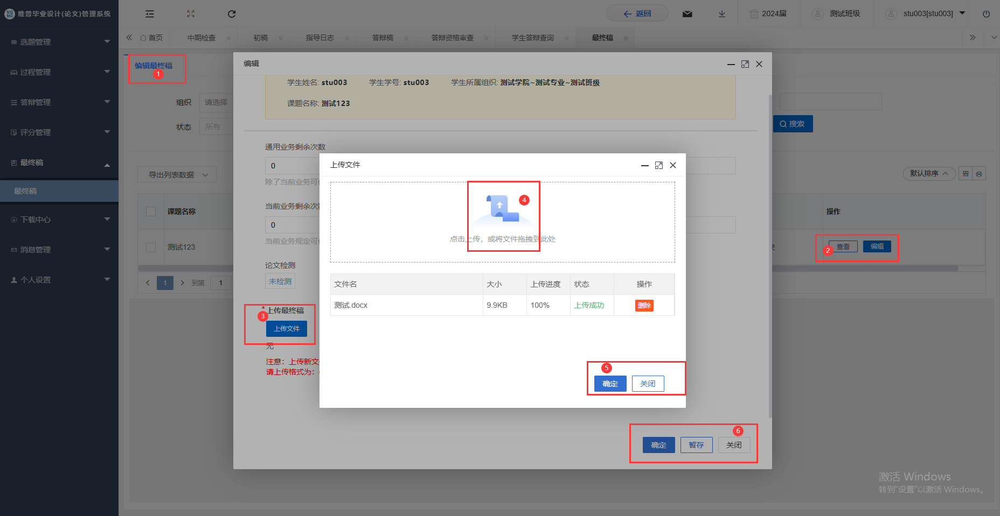 维普毕业设计(论文)管理系统
返回
2024届
测试班级
stu003[stu003]
首页
中期检查
初稿
指导日志
答辩稿
答辩资格审查
学生答辩查询
最终稿
选题管理
过程管理
答辩管理
评分管理
最终稿
最终稿
下载中心
消息管理
个人设置
编辑最终稿
1
组织
请选择
状态
所有
搜索
导出列表数据
默认排序
课题名称
操作
测试123
查看
编辑
2
1
到第
1
编辑
学生姓名: stu003
学生学号: stu003
学生所属组织: 测试学院~测试专业~测试班级
课题名称: 测试123
通用业务剩余次数
0
除了当前业务可
当前业务剩余次
0
当前业务规定可
论文检测
未检测
* 上传最终稿
3
上传文件
无
注意：上传新文
请上传格式为：
上传文件
4
点击上传，或将文件拖拽到此处
文件名
大小
上传进度
状态
操作
测试.docx
9.9KB
100%
上传成功
删除
5
确定
关闭
6
确定
暂存
关闭
激活 Windows
转到"设置"以激活 Windows。